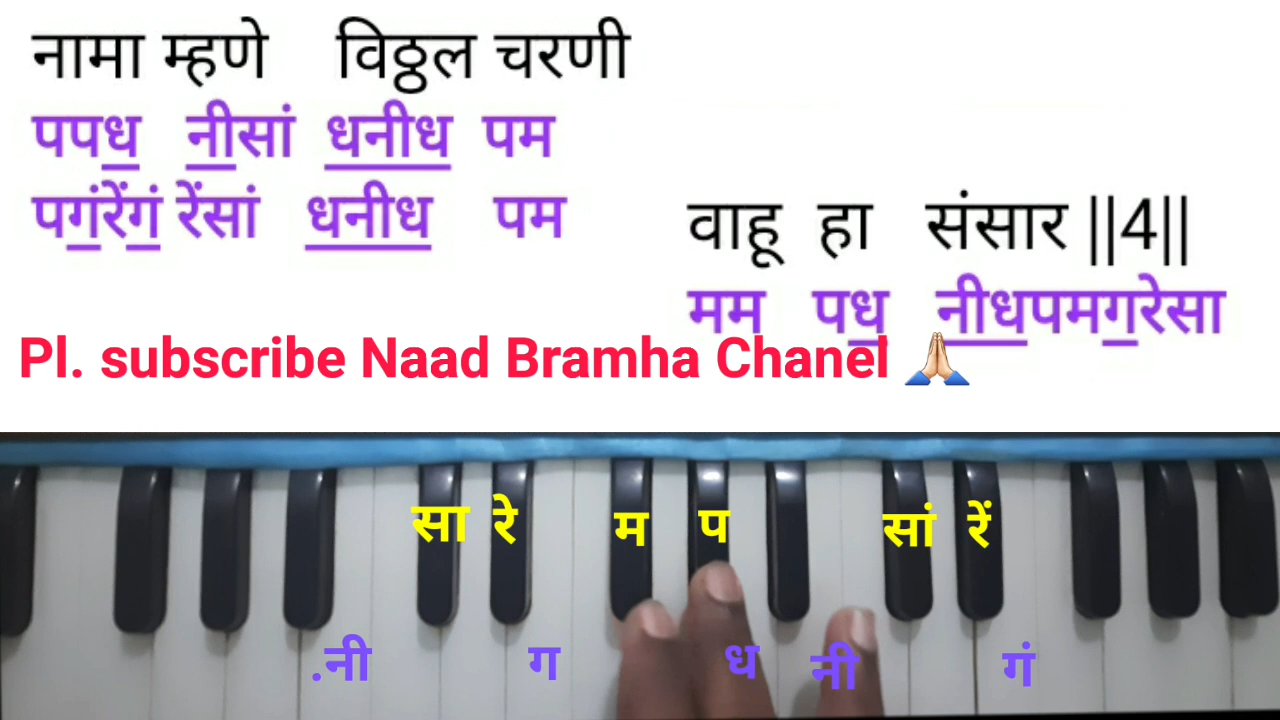 नामा म्हणे विठ्ठल चरणी
पपध नीसां धनीध पम
पगंरेंगं रेंसां धनीध पम
वाहू हा संसार ||4||
मम पध नीधपमगरेसा
Pl. subscribe Naad Bramha Chanel 🙏
सा रे म प सां रें
.नी ग ध नी गं